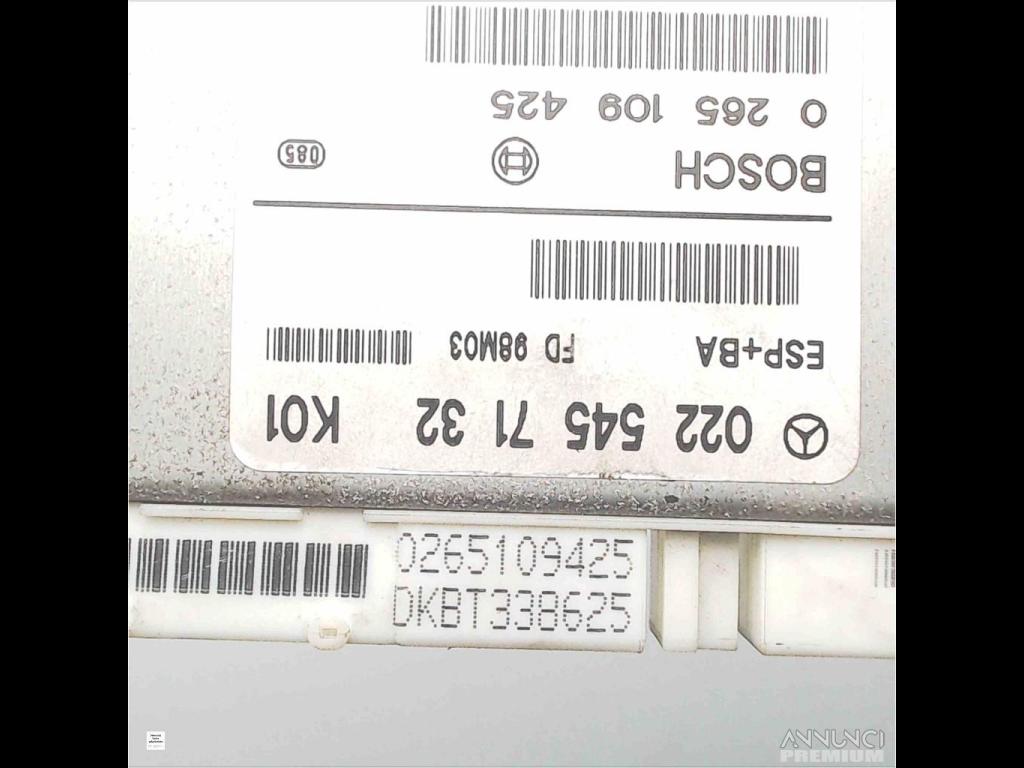 022 545 71 32 K01
ESP+BA FD 98M03
BOSCH 085
0 265 109 425
0265109425
DKBT338625
ANNUNCI
PREMIUM